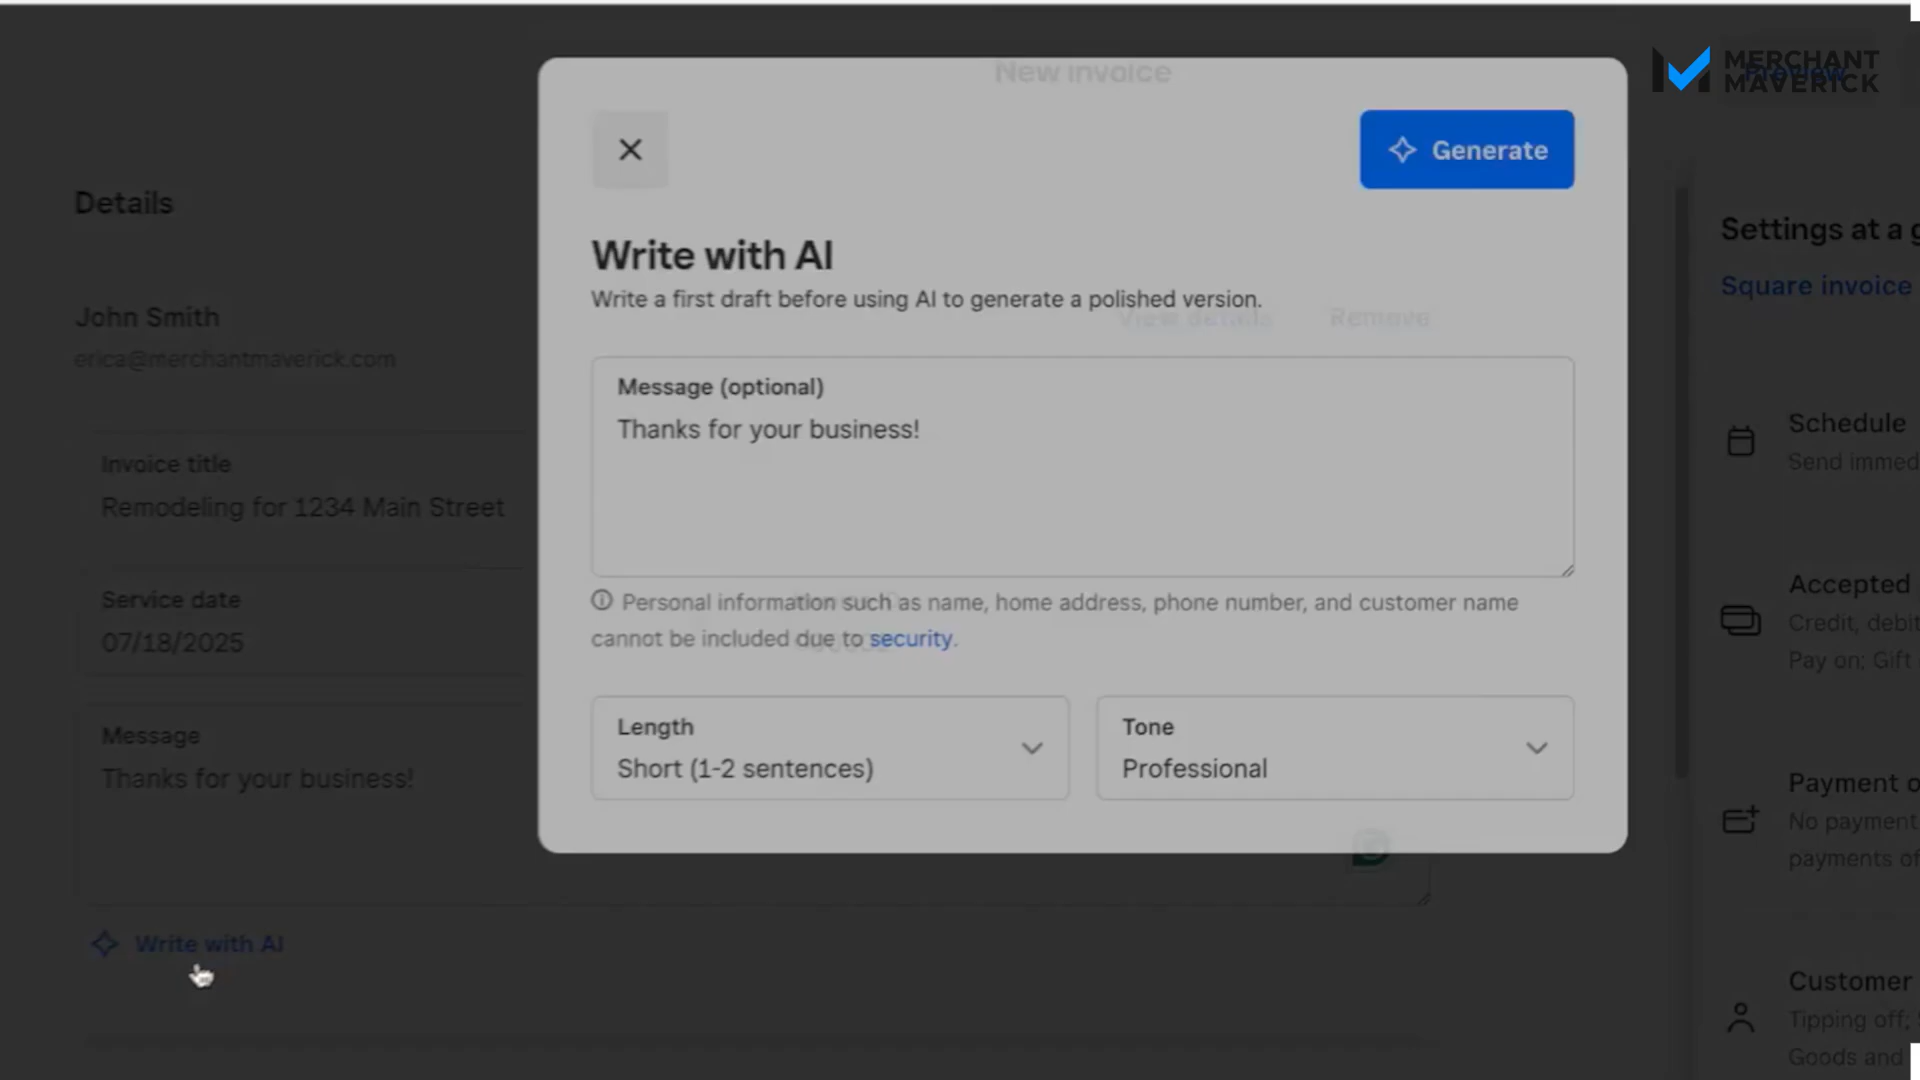 New invoice
MERCHANT
MAVERICK
Preview
Generate
Details
Settings at a g
Write with AI
Write a first draft before using AI to generate a polished version.
Square invoice
John Smith
View details
Remove
erica@merchantmaverick.com
Message (optional)
Thanks for your business!
Schedule
Send immed
Invoice title
Remodeling for 1234 Main Street
Personal information such as name, home address, phone number, and customer name
cannot be included due to security.
Service date
07/18/2025
Accepted
Credit, debit
Pay on; Gift
Length
Short (1-2 sentences)
Tone
Professional
Message
Thanks for your business!
Payment o
No payment
payments of
Write with AI
Customer
Tipping off;
Goods and